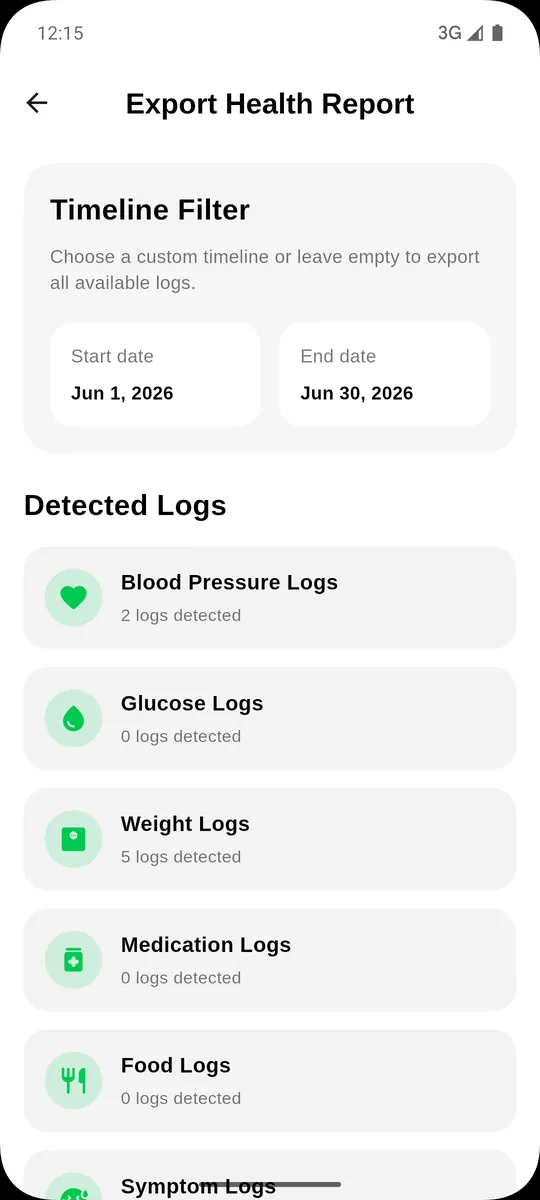 12:15
3G
Export Health Report
Timeline Filter
Choose a custom timeline or leave empty to export
all available logs.
Start date
Jun 1, 2026
End date
Jun 30, 2026
Detected Logs
Blood Pressure Logs
2 logs detected
Glucose Logs
0 logs detected
Weight Logs
5 logs detected
Medication Logs
0 logs detected
Food Logs
0 logs detected
Symptom Logs